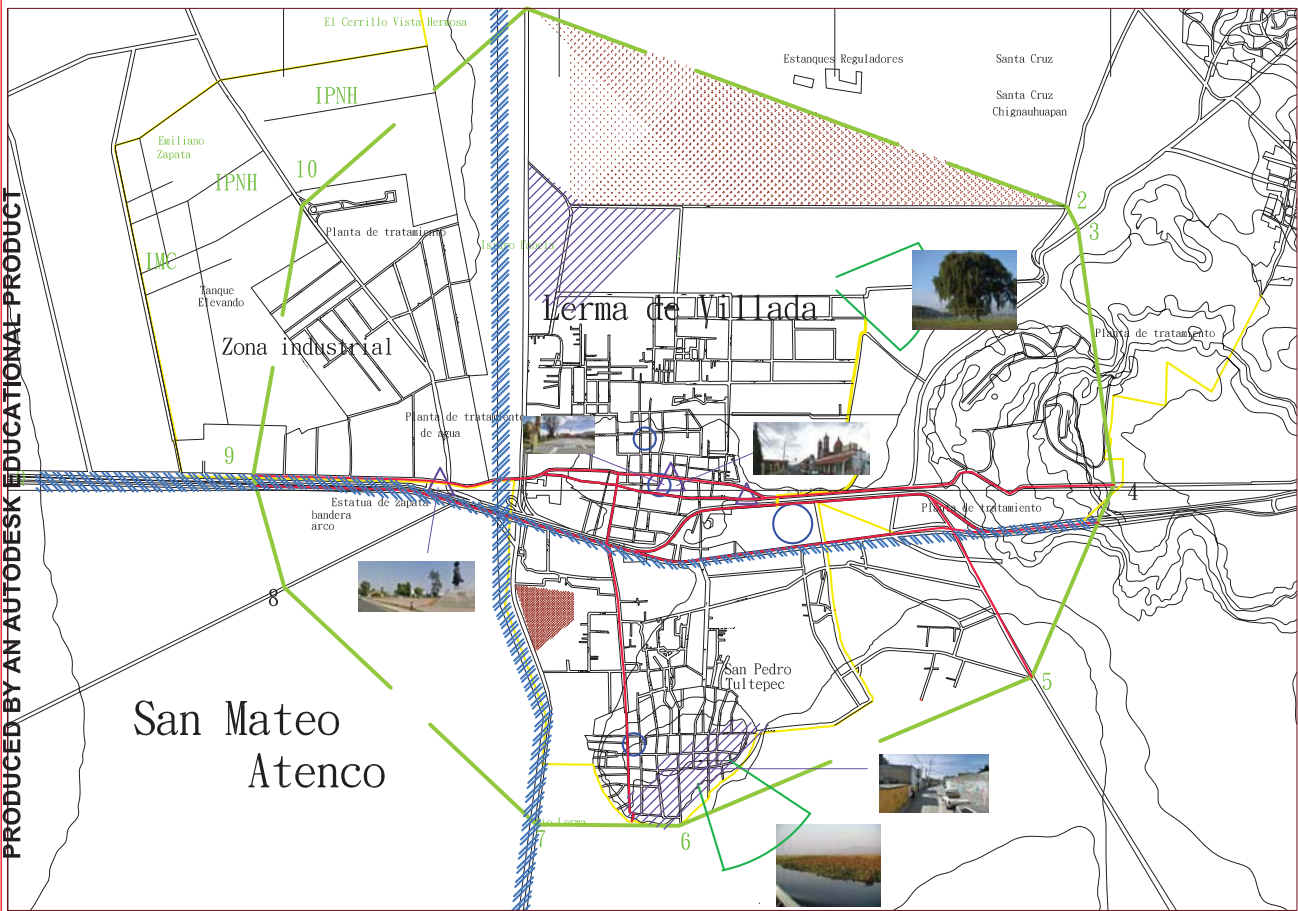 PRODUCED BY AN AUTODESK EDUCATIONAL PRODUCT
El Cerrillo Vista Hermosa
Estanques Reguladores
Santa Cruz
Santa Cruz
Chignauhuapan
IPNH
Emiliano
Zapata
IPNH
10
2
3
Planta de tratamiento
IMC
Tanque
Elevando
Lerma de Villada
Zona industrial
Planta de tratamiento
Planta de tratamiento
de agua
9
4
Estatua de zapata
bandera
arco
Planta de tratamiento
8
San Pedro
Tultepec
5
San Mateo
Atenco
Lerma
7
6